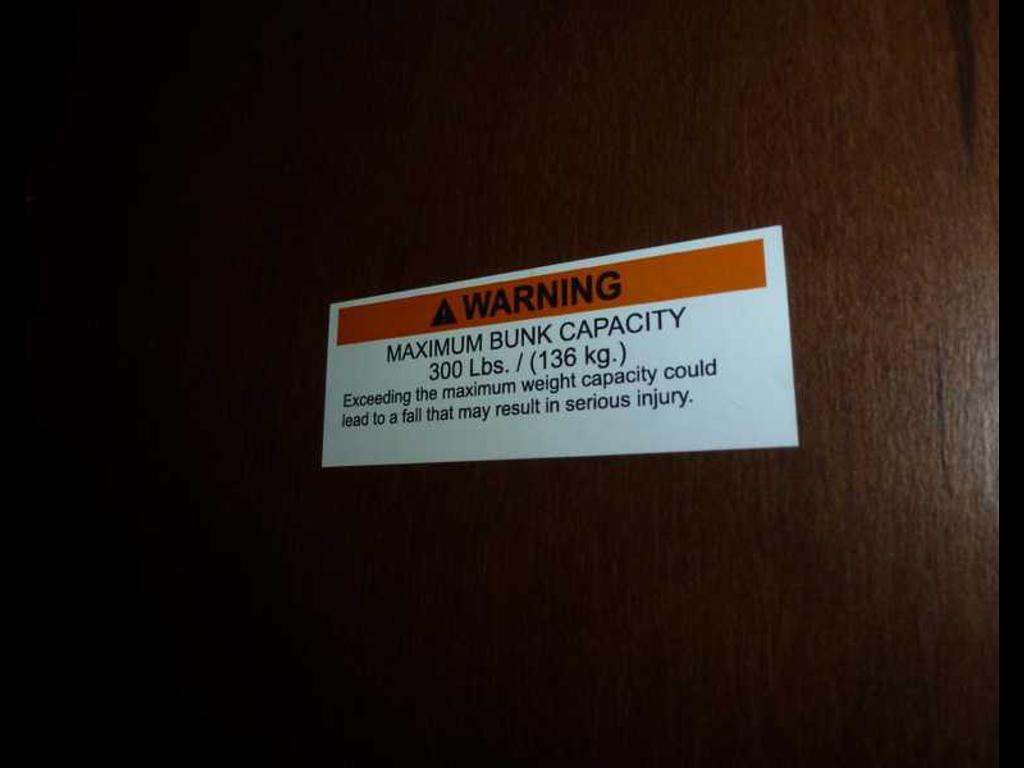 WARNING
MAXIMUM BUNK CAPACITY
300 Lbs. / (136 kg.)
Exceeding the maximum weight capacity could
lead to a fall that may result in serious injury.